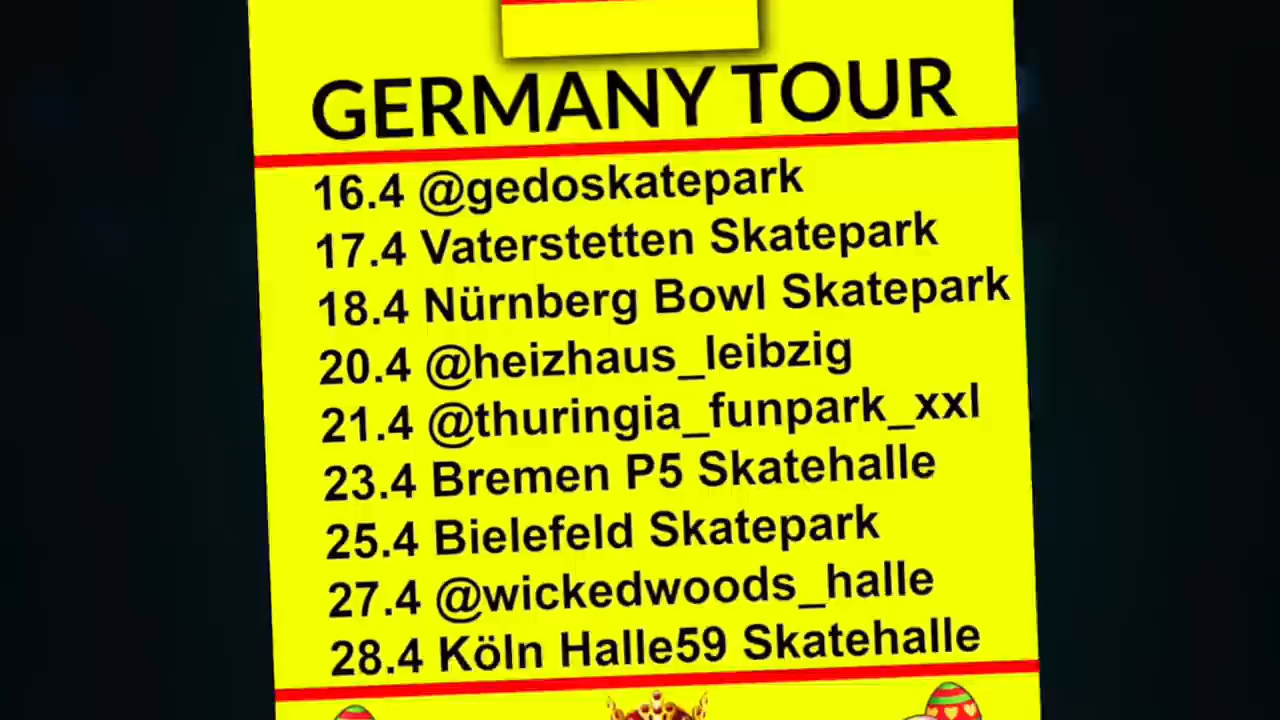 GERMANY TOUR
16.4 @gedoskatepark
17.4 Vaterstetten Skatepark
18.4 Nürnberg Bowl Skatepark
20.4 @heizhaus_leibzig
21.4 @thuringia_funpark_xxl
23.4 Bremen P5 Skatehalle
25.4 Bielefeld Skatepark
27.4 @wickedwoods_halle
28.4 Köln Halle59 Skatehalle